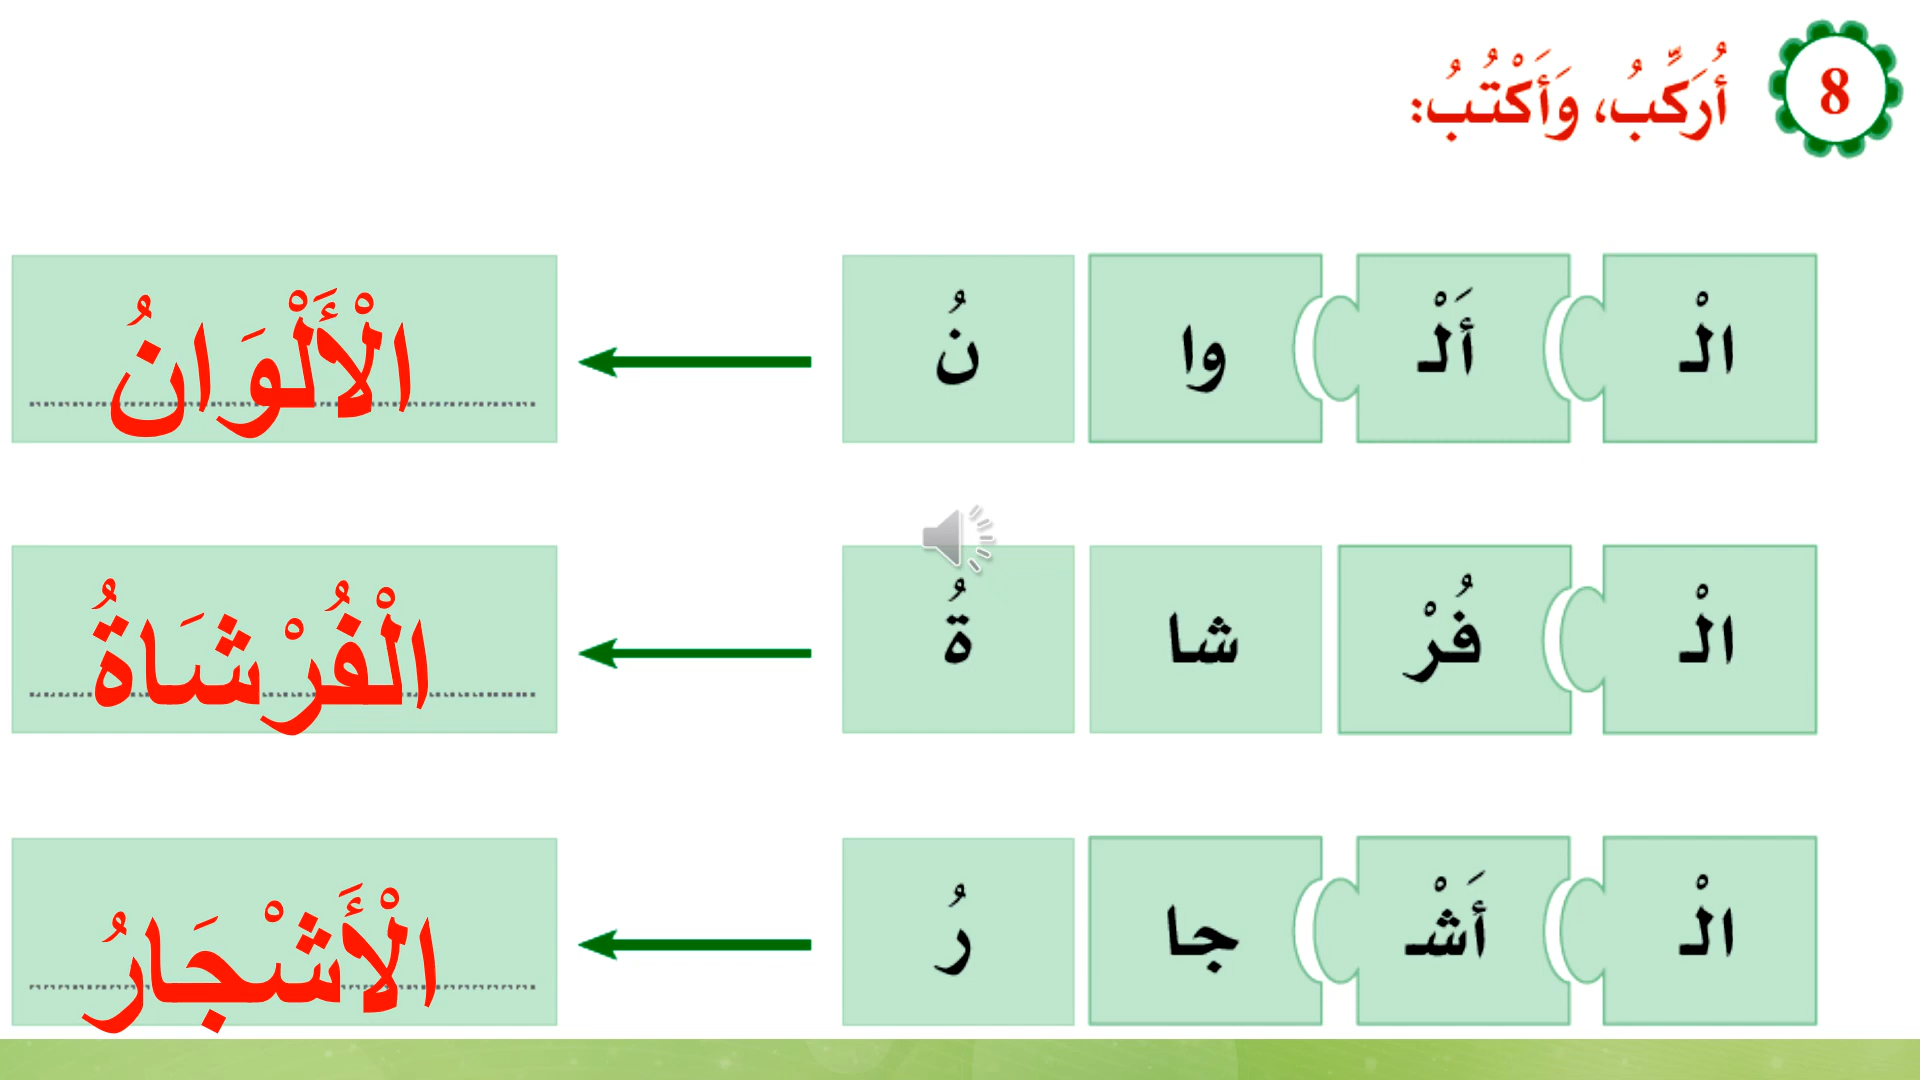 8 أُرَكِّبُ، وَأَكْتُبُ:
الْـ أَلْـ وا نُ الْأَلْوَانُ
الْـ فُرْ شا ةُ الْفُرْشَاةُ
الْـ أَشْـ جا رُ الْأَشْجَارُ